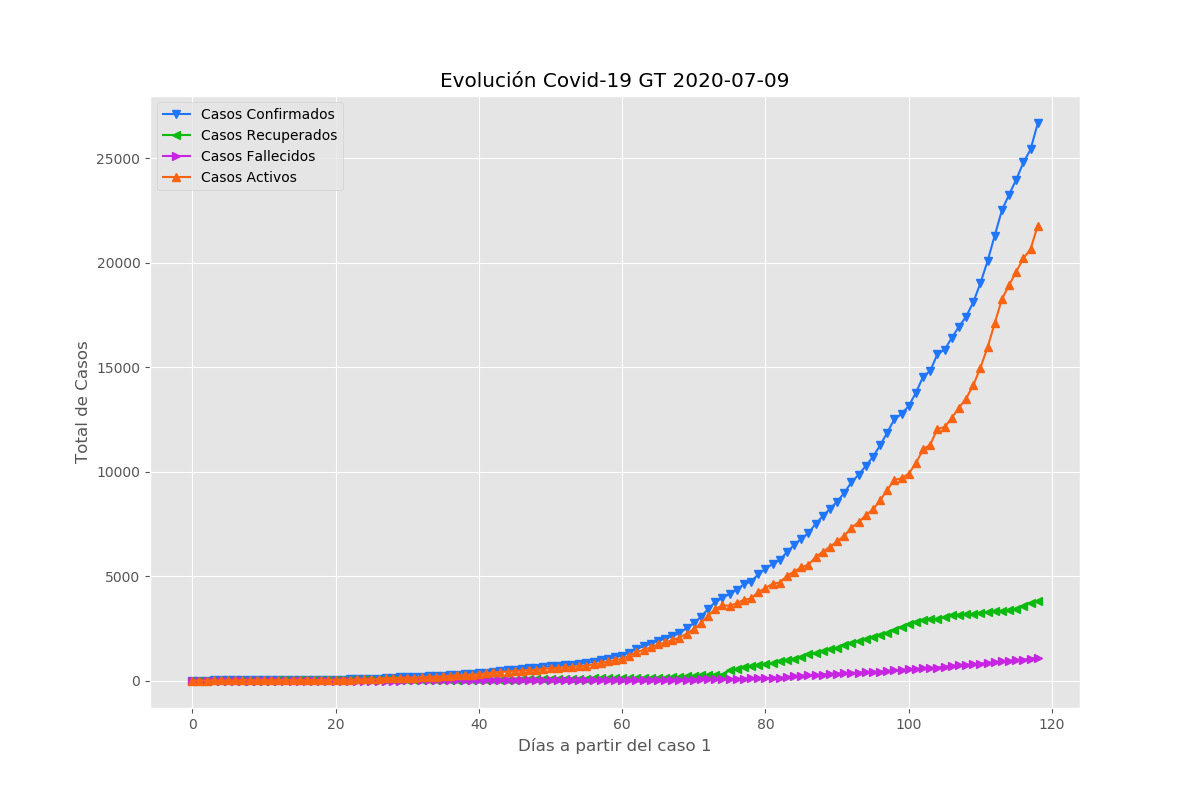 Evolución Covid-19 GT 2020-07-09
Casos Confirmados
Casos Recuperados
Casos Fallecidos
Casos Activos
Total de Casos
25000
20000
15000
10000
5000
0
0 20 40 60 80 100 120
Días a partir del caso 1